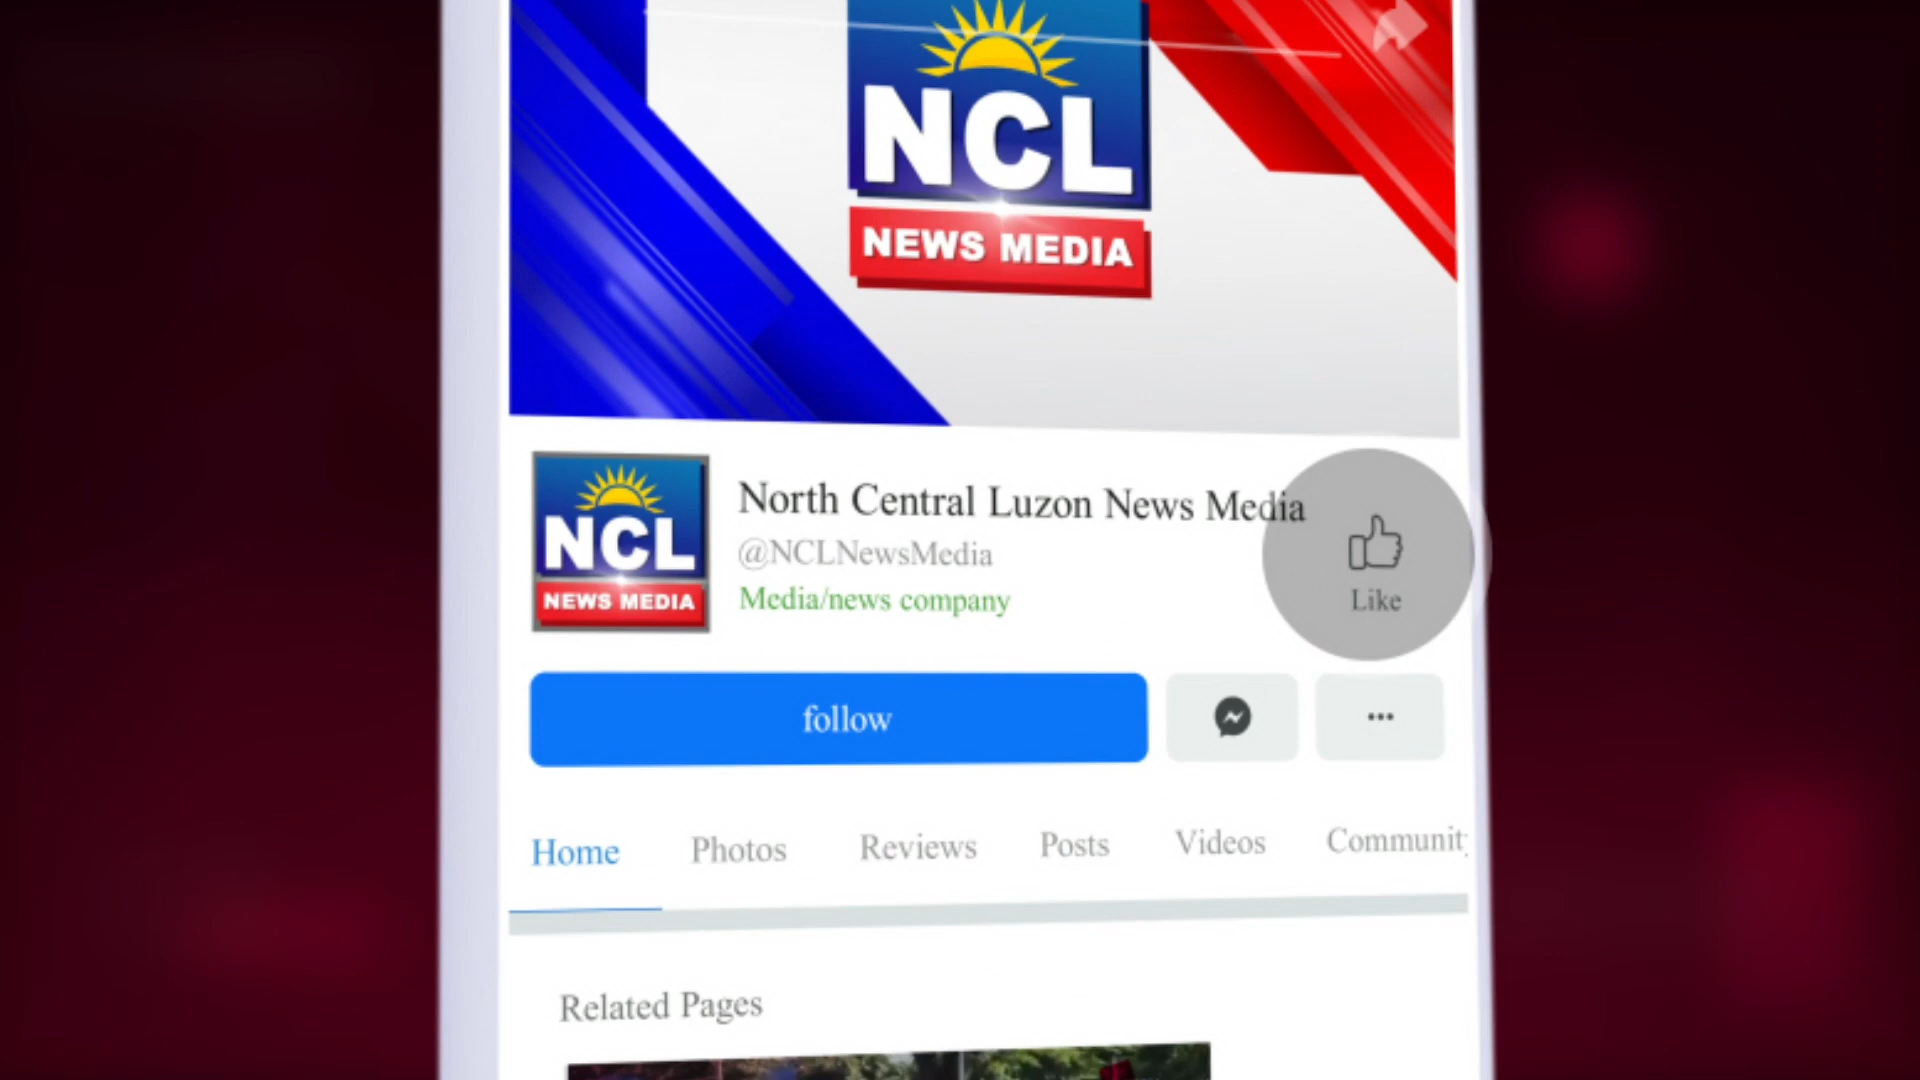 NCL
NEWS MEDIA
NCL
NEWS MEDIA
North Central Luzon News Media
@NCLNewsMedia
Media/news company
Like
follow
Home Photos Reviews Posts Videos Communit
Related Pages